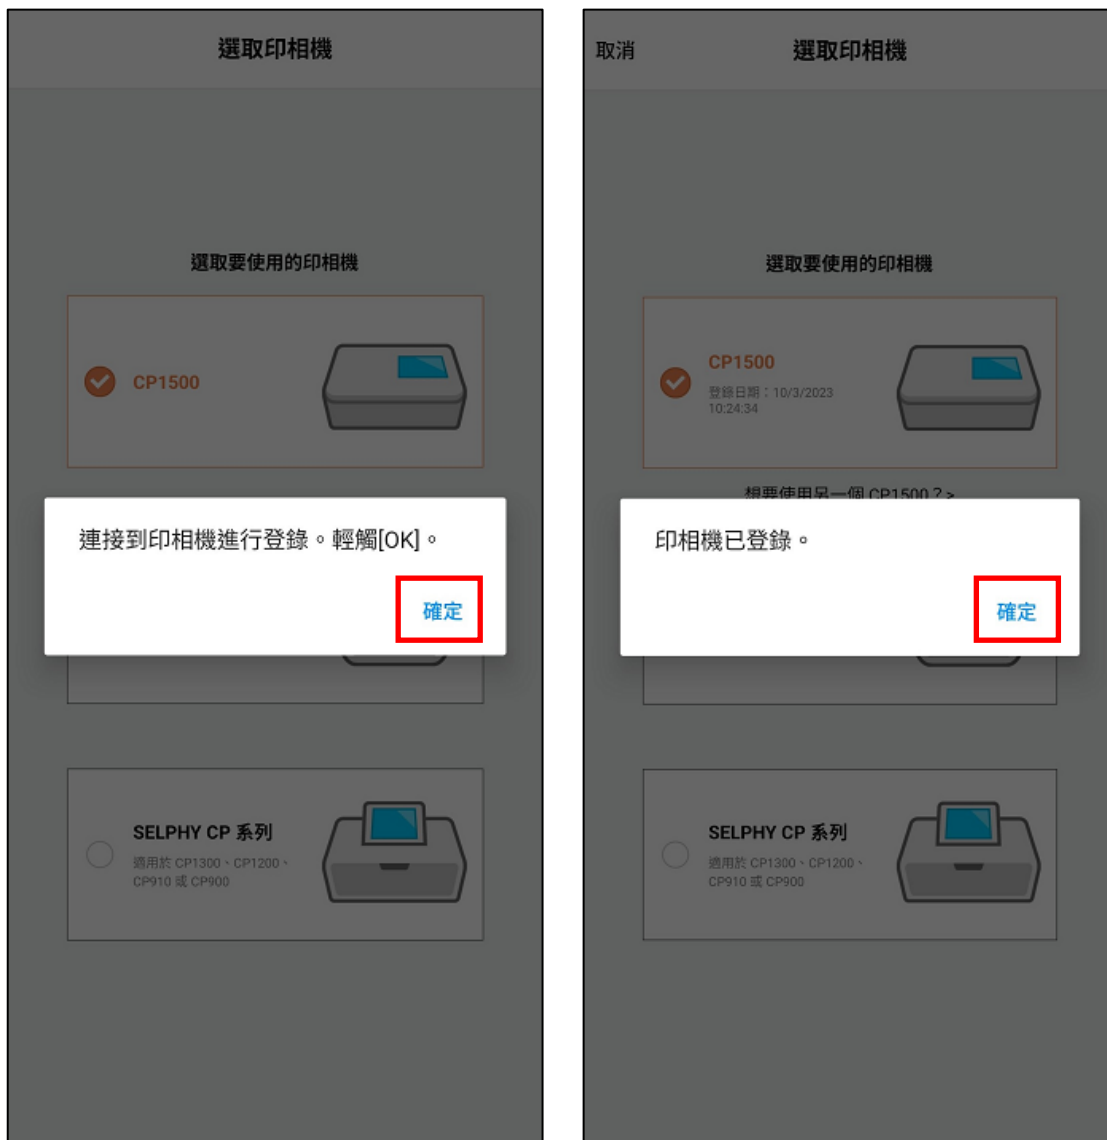 選取印相機
選取要使用的印相機
CP1500
連接到印相機進行登錄。輕觸[OK]。
確定
SELPHY CP 系列
適用於 CP1300、CP1200、
CP910 或 CP900
取消
選取印相機
選取要使用的印相機
CP1500
登錄日期：10/3/2023
10:24:34
想要使用另一個 CP1500？>
印相機已登錄。
確定
SELPHY CP 系列
適用於 CP1300、CP1200、
CP910 或 CP900